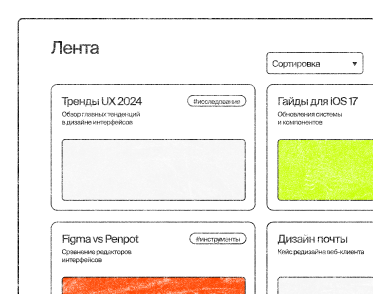 Лента
Сортировка
Тренды UX 2024
#исследование
Обзор главных тенденций
в дизайне интерфейсов
Гайды для iOS 17
Обновления системы
и компонентов
Figma vs Penpot
#инструменты
Сравнение редакторов
интерфейсов
Дизайн почты
Кейс редизайна веб-клиента